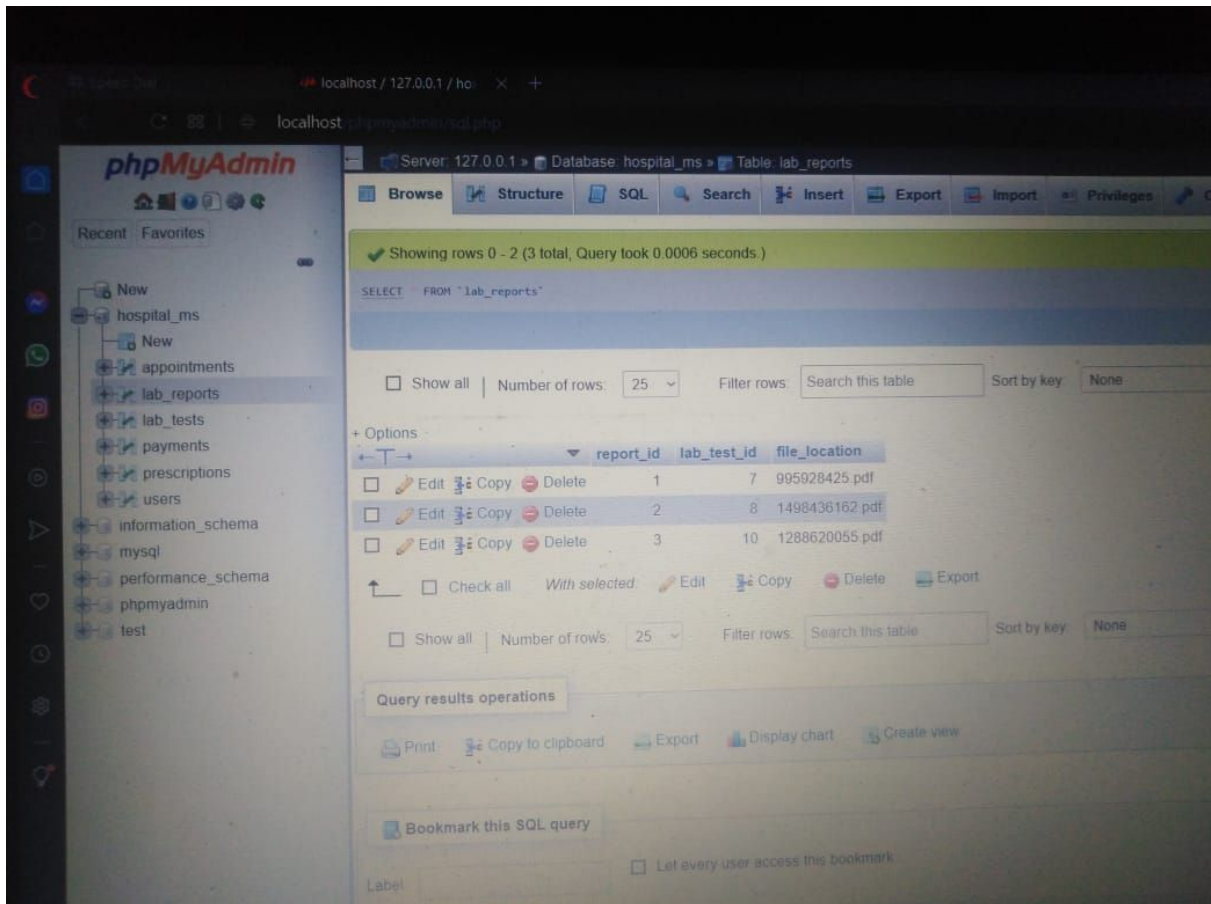 Speed Dial
localhost / 127.0.0.1 / ho
localhost/phpmyadmin/sql.php
phpMyAdmin
Recent Favorites
New
hospital_ms
New
appointments
lab_reports
lab_tests
payments
prescriptions
users
information_schema
mysql
performance_schema
phpmyadmin
test
Server: 127.0.0.1 » Database: hospital_ms » Table: lab_reports
Browse Structure SQL Search Insert Export Import Privileges
Showing rows 0 - 2 (3 total, Query took 0.0006 seconds.)
SELECT * FROM `lab_reports`
Show all | Number of rows: 25 Filter rows: Search this table Sort by key: None
+ Options
←T→ report_id lab_test_id file_location
Edit Copy Delete 1 7 995928425.pdf
Edit Copy Delete 2 8 1498436162.pdf
Edit Copy Delete 3 10 1288620055.pdf
Check all With selected: Edit Copy Delete Export
Show all | Number of rows: 25 Filter rows: Search this table Sort by key: None
Query results operations
Print Copy to clipboard Export Display chart Create view
Bookmark this SQL query
Label: Let every user access this bookmark